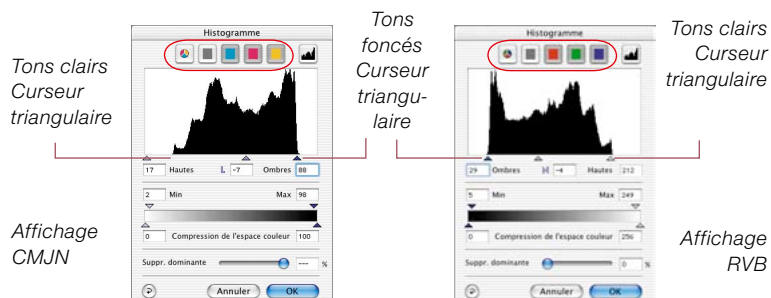 Tons clairs
Curseur
triangulaire
Affichage
CMJN
Histogramme
17 Hautes L -7 Ombres 88
2 Min Max 98
0 Compression de l'espace couleur 100
Suppr. dominante --- %
Annuler OK
Tons
foncés
Curseur
triangu-
laire
Histogramme
29 Ombres M -4 Hautes 212
5 Min Max 249
0 Compression de l'espace couleur 256
Suppr. dominante 0 %
Annuler OK
Tons clairs
Curseur
triangulaire
Affichage
RVB